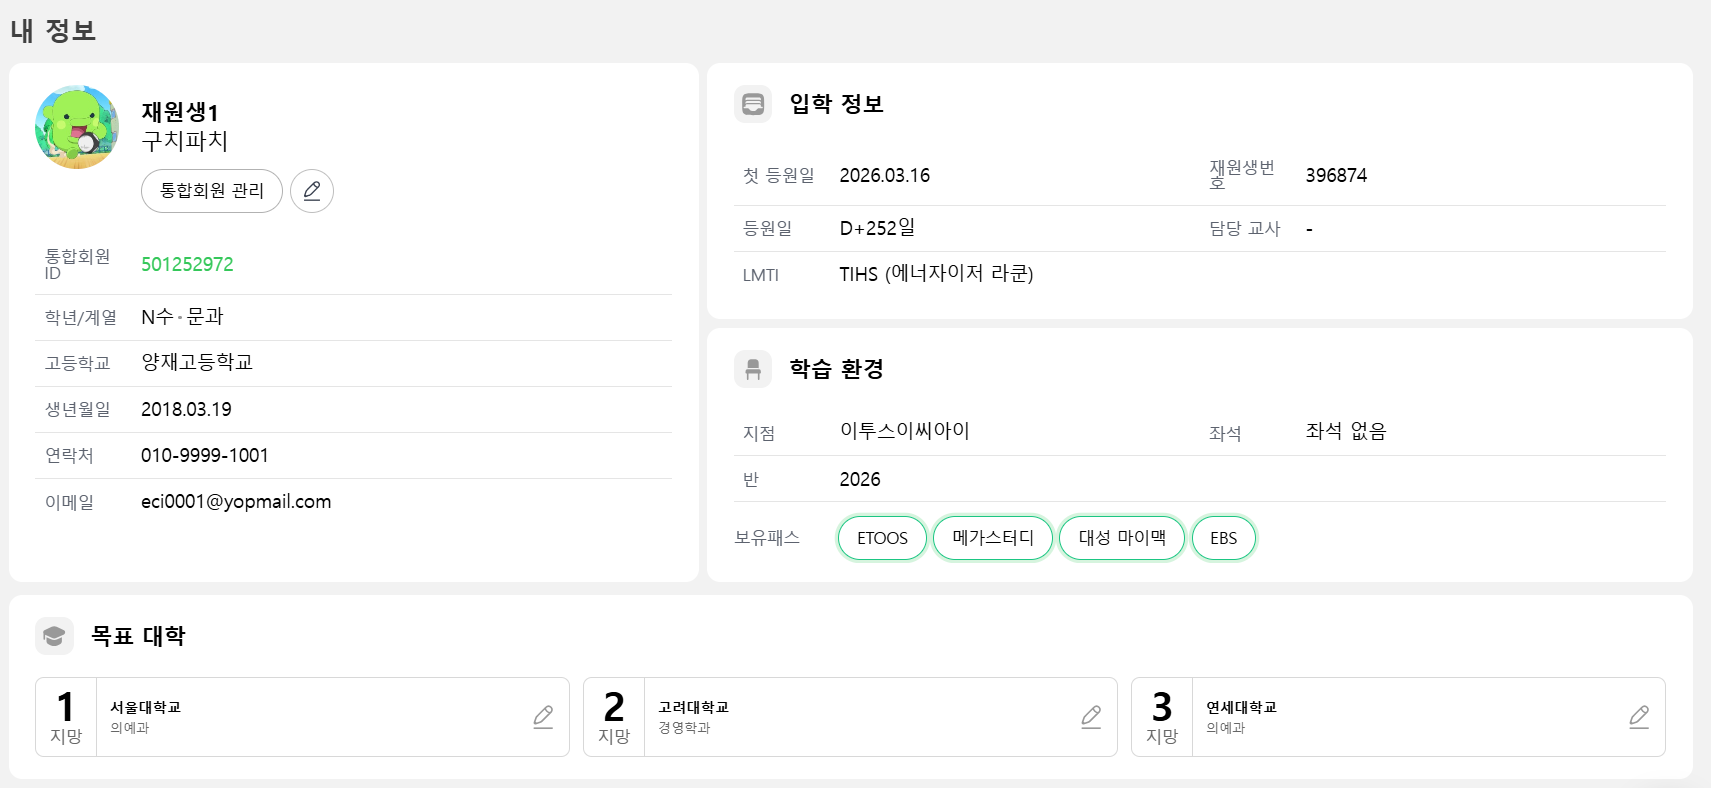 내 정보
재원생1
구치파치
통합회원 관리
통합회원
ID
501252972
학년/계열 N수 • 문과
고등학교 양재고등학교
생년월일 2018.03.19
연락처 010-9999-1001
이메일 eci0001@yopmail.com
입학 정보
첫 등원일 2026.03.16
재원생번
호
396874
등원일 D+252일
담당 교사 -
LMTI TIHS (에너자이저 라쿤)
학습 환경
지점 이투스이씨아이
좌석 좌석 없음
반 2026
보유패스 ETOOS 메가스터디 대성 마이맥 EBS
목표 대학
1
지망
서울대학교
의예과
2
지망
고려대학교
경영학과
3
지망
연세대학교
의예과